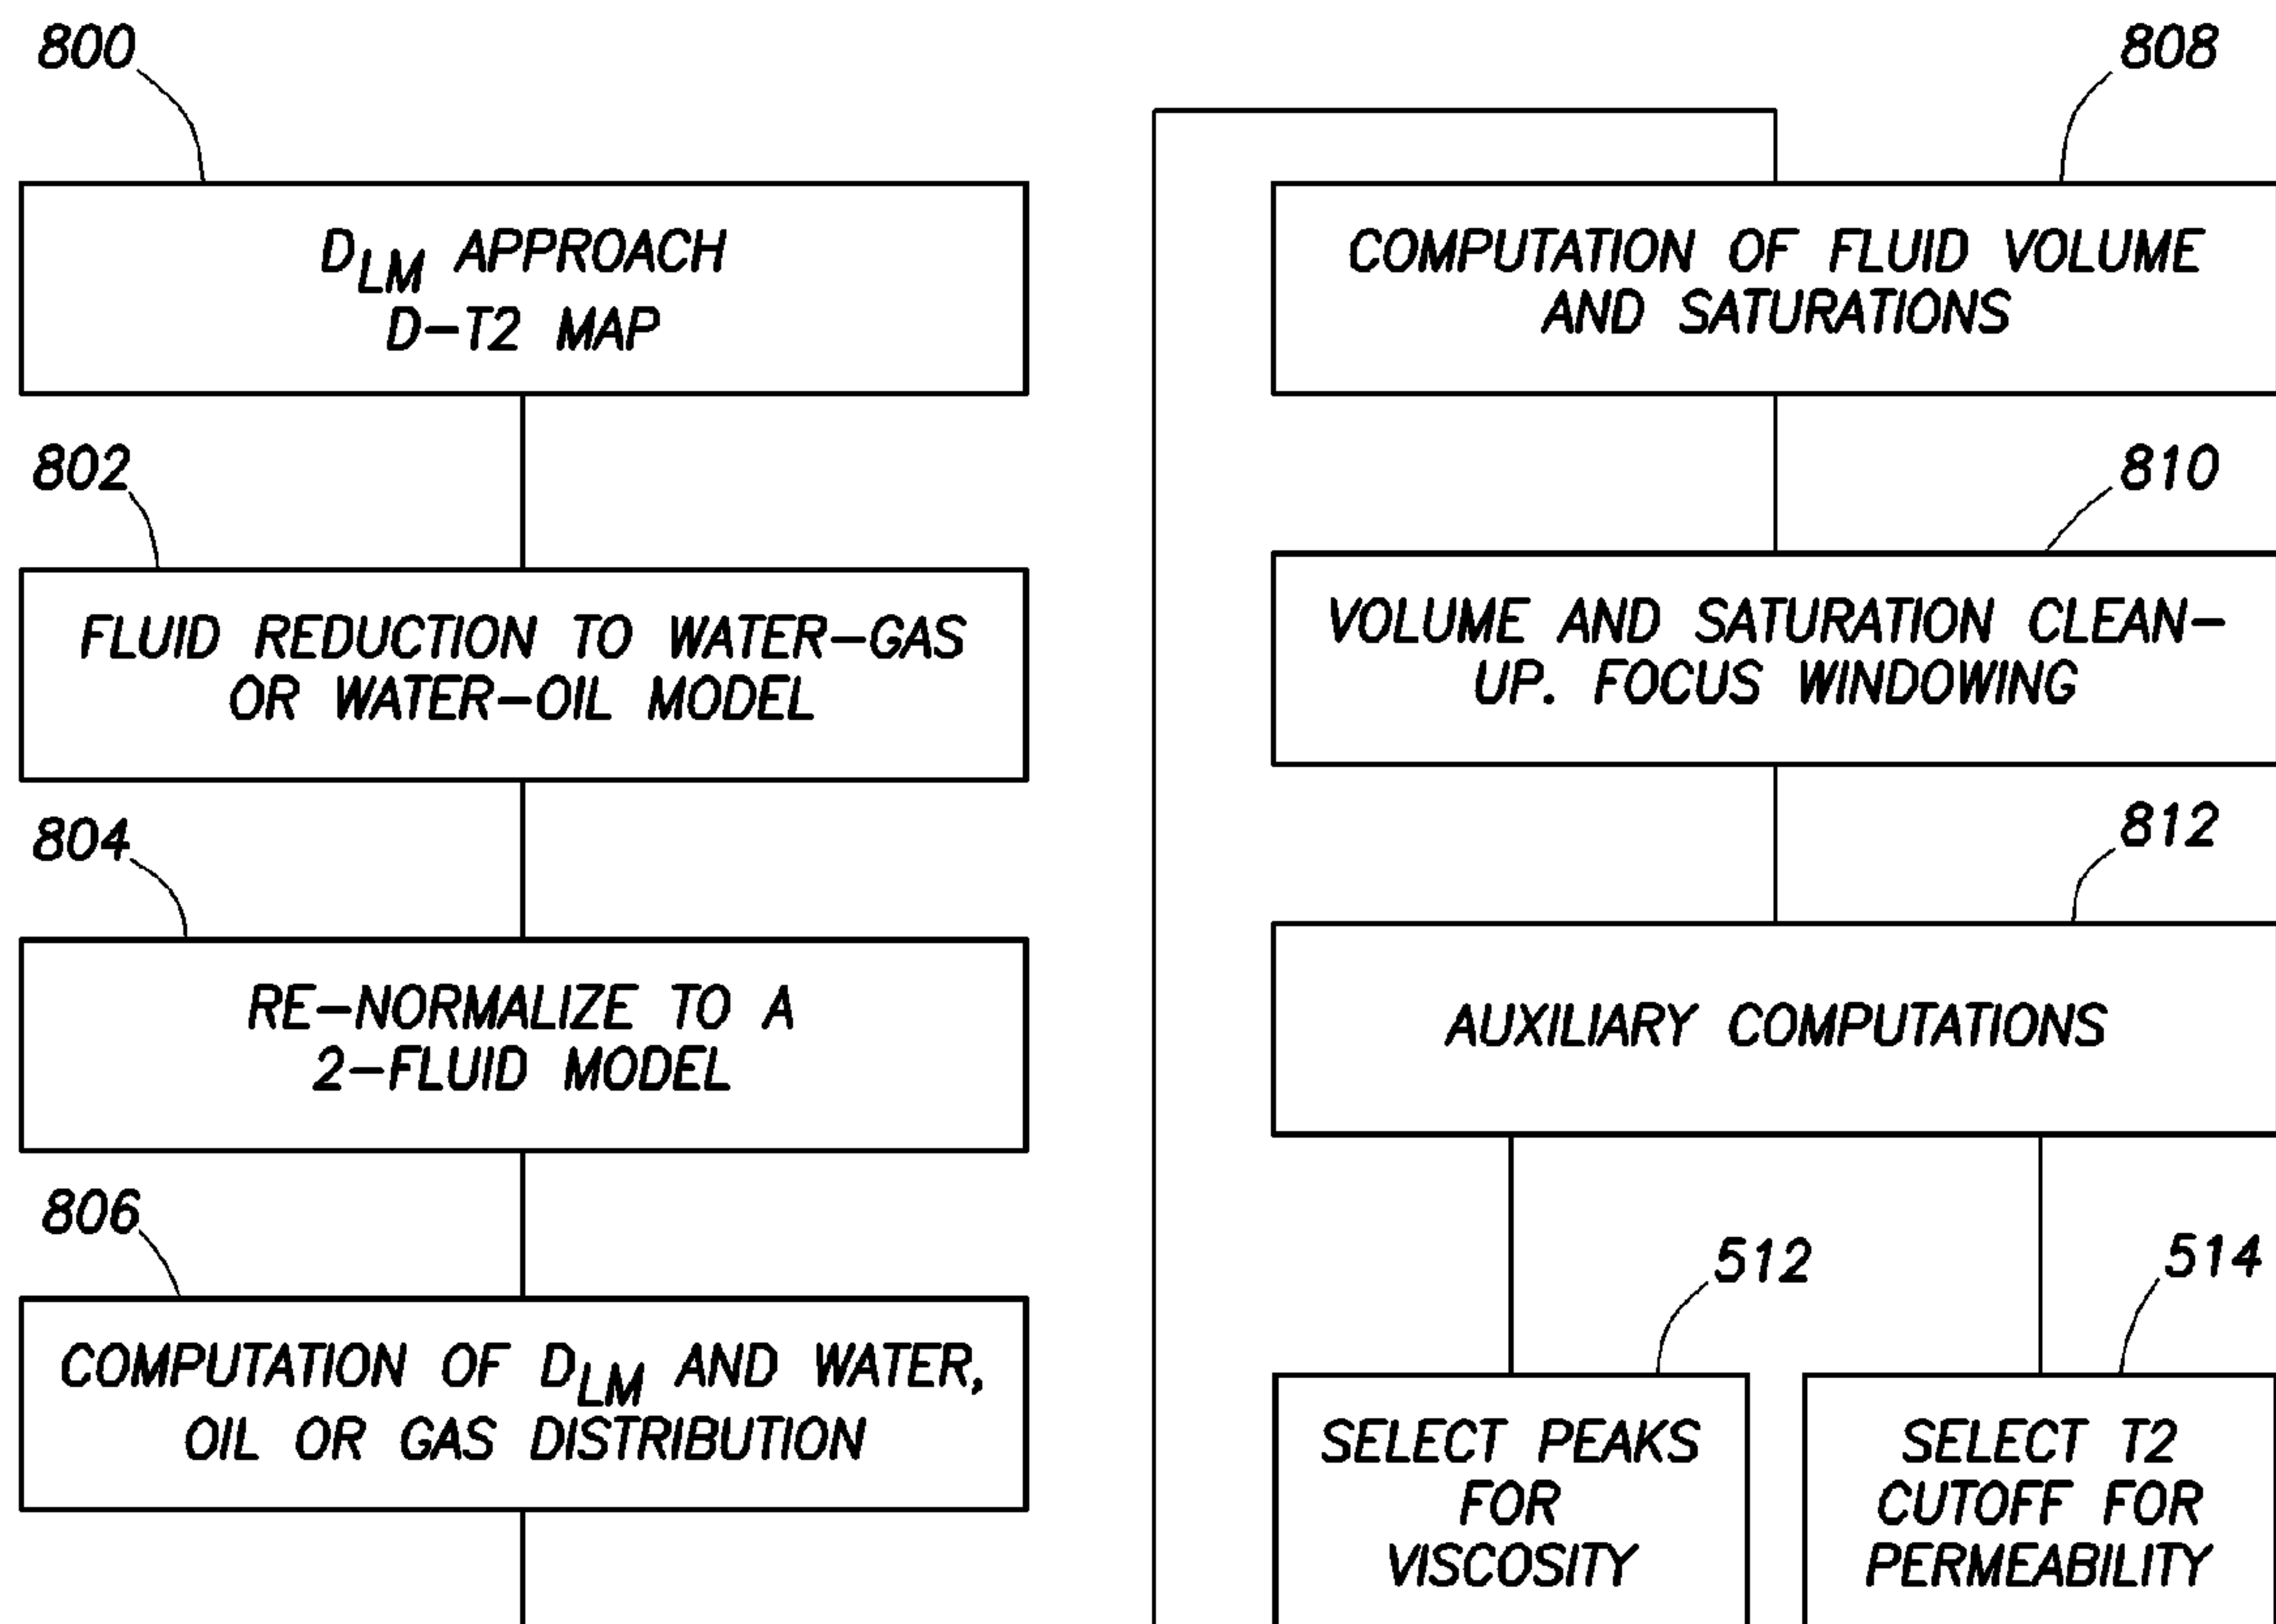 800
D_LM APPROACH
D-T2 MAP
802
FLUID REDUCTION TO WATER-GAS
OR WATER-OIL MODEL
804
RE-NORMALIZE TO A
2-FLUID MODEL
806
COMPUTATION OF D_LM AND WATER,
OIL OR GAS DISTRIBUTION
808
COMPUTATION OF FLUID VOLUME
AND SATURATIONS
810
VOLUME AND SATURATION CLEAN-
UP. FOCUS WINDOWING
812
AUXILIARY COMPUTATIONS
512
SELECT PEAKS
FOR
VISCOSITY
514
SELECT T2
CUTOFF FOR
PERMEABILITY